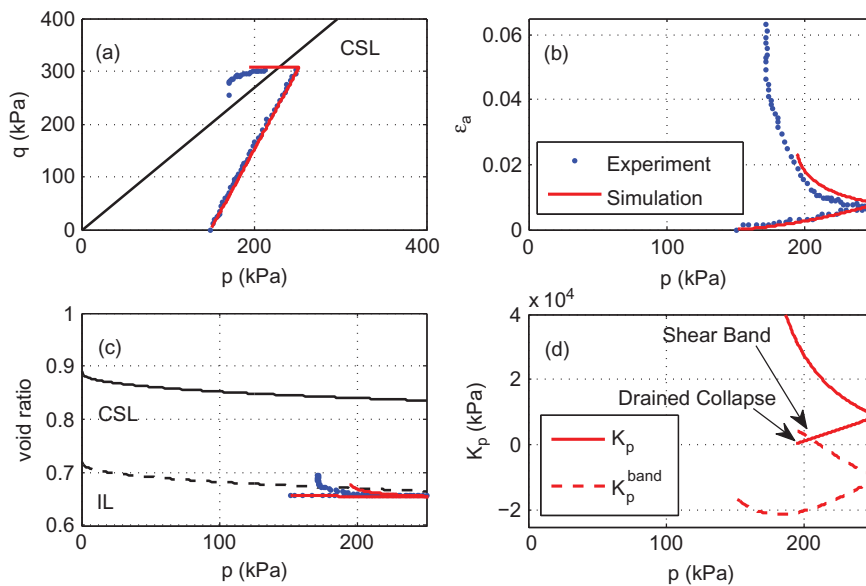 (a)
CSL
q (kPa)
400
300
200
100
0
0 200 400
p (kPa)
(b)
εa
0.06
0.04
0.02
0
Experiment
Simulation
0 100 200
p (kPa)
(c)
void ratio
1
0.9
0.8
0.7
0.6
CSL
IL
0 100 200
p (kPa)
x 10^4
(d)
Kp (kPa)
4
2
0
−2
Shear Band
Drained Collapse
Kp
Kp^band
0 100 200
p (kPa)